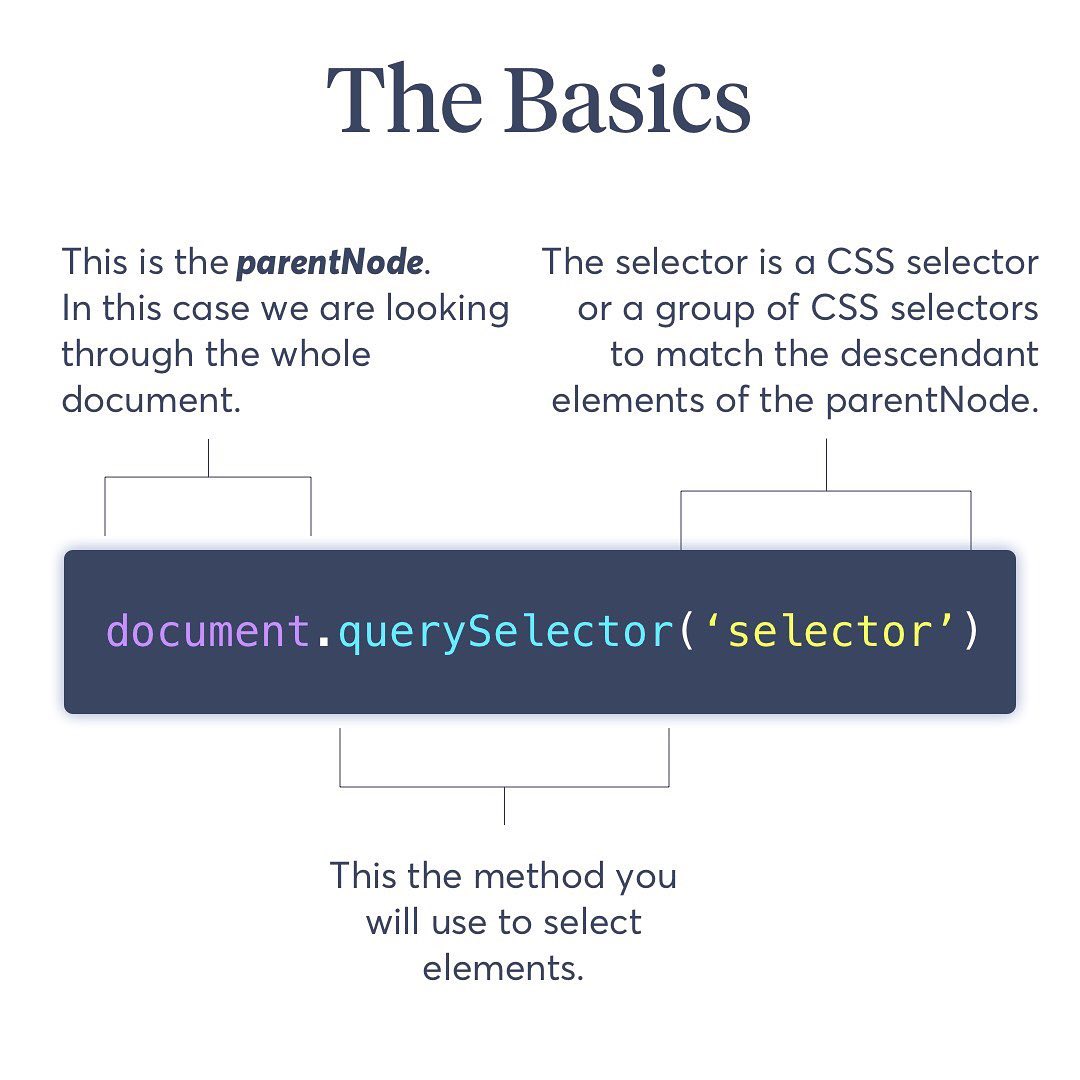 The Basics
This is the parentNode.
In this case we are looking
through the whole
document.
The selector is a CSS selector
or a group of CSS selectors
to match the descendant
elements of the parentNode.
document.querySelector(‘selector’)
This the method you
will use to select
elements.